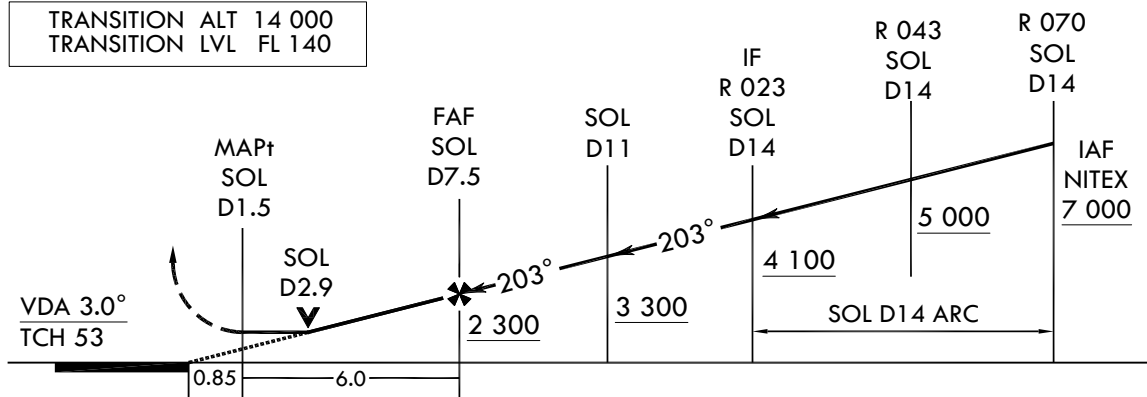 TRANSITION ALT 14 000
TRANSITION LVL FL 140
MAPt
SOL
D1.5
SOL
D2.9
FAF
SOL
D7.5
SOL
D11
IF
R 023
SOL
D14
R 043
SOL
D14
R 070
SOL
D14
IAF
NITEX
7 000
5 000
4 100
3 300
2 300
203°
203°
SOL D14 ARC
VDA 3.0°
TCH 53
0.85
6.0